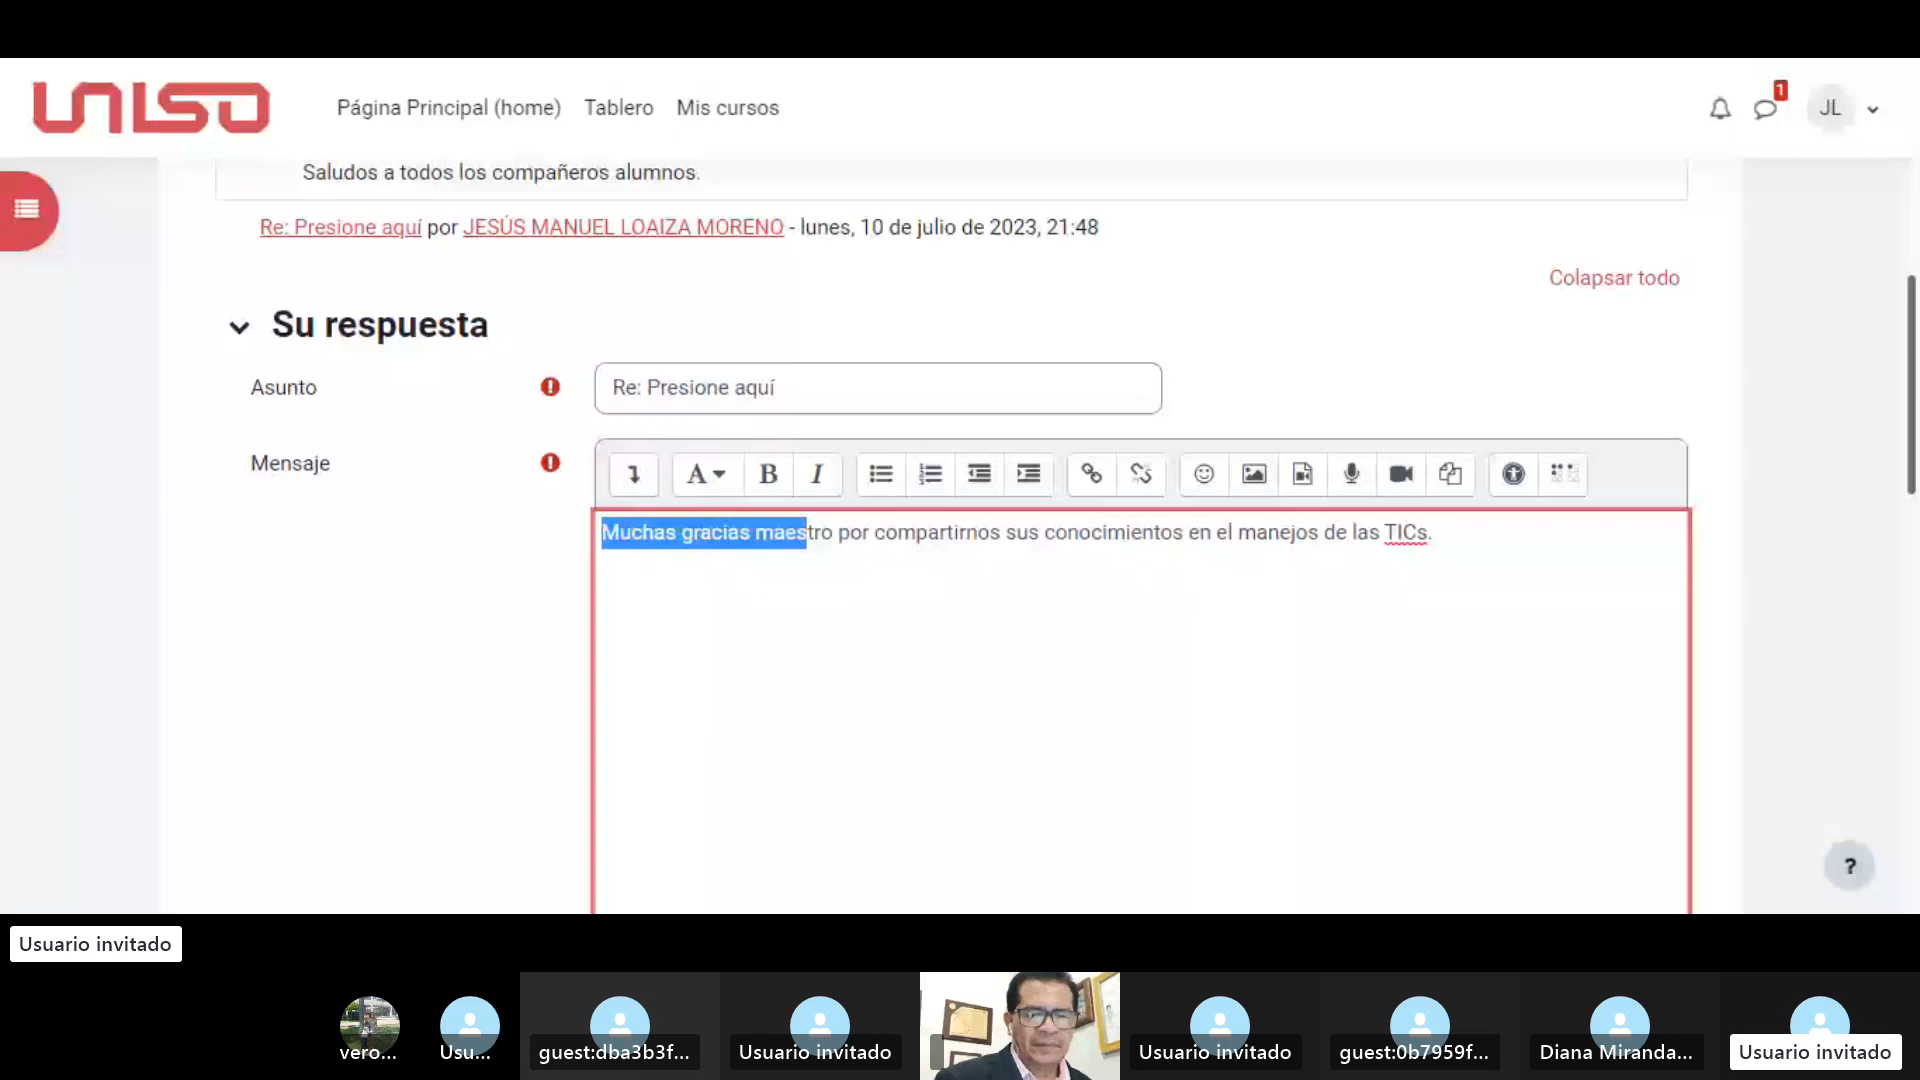 UNISO
Página Principal (home) Tablero Mis cursos
1
JL
Saludos a todos los compañeros alumnos.
Re: Presione aquí por JESÚS MANUEL LOAIZA MORENO - lunes, 10 de julio de 2023, 21:48
Colapsar todo
Su respuesta
Asunto
Re: Presione aquí
Mensaje
A B I
Muchas gracias maestro por compartirnos sus conocimientos en el manejos de las TICs.
?
Usuario invitado
vero... Usu... guest:dba3b3f... Usuario invitado Usuario invitado guest:0b7959f... Diana Miranda... Usuario invitado